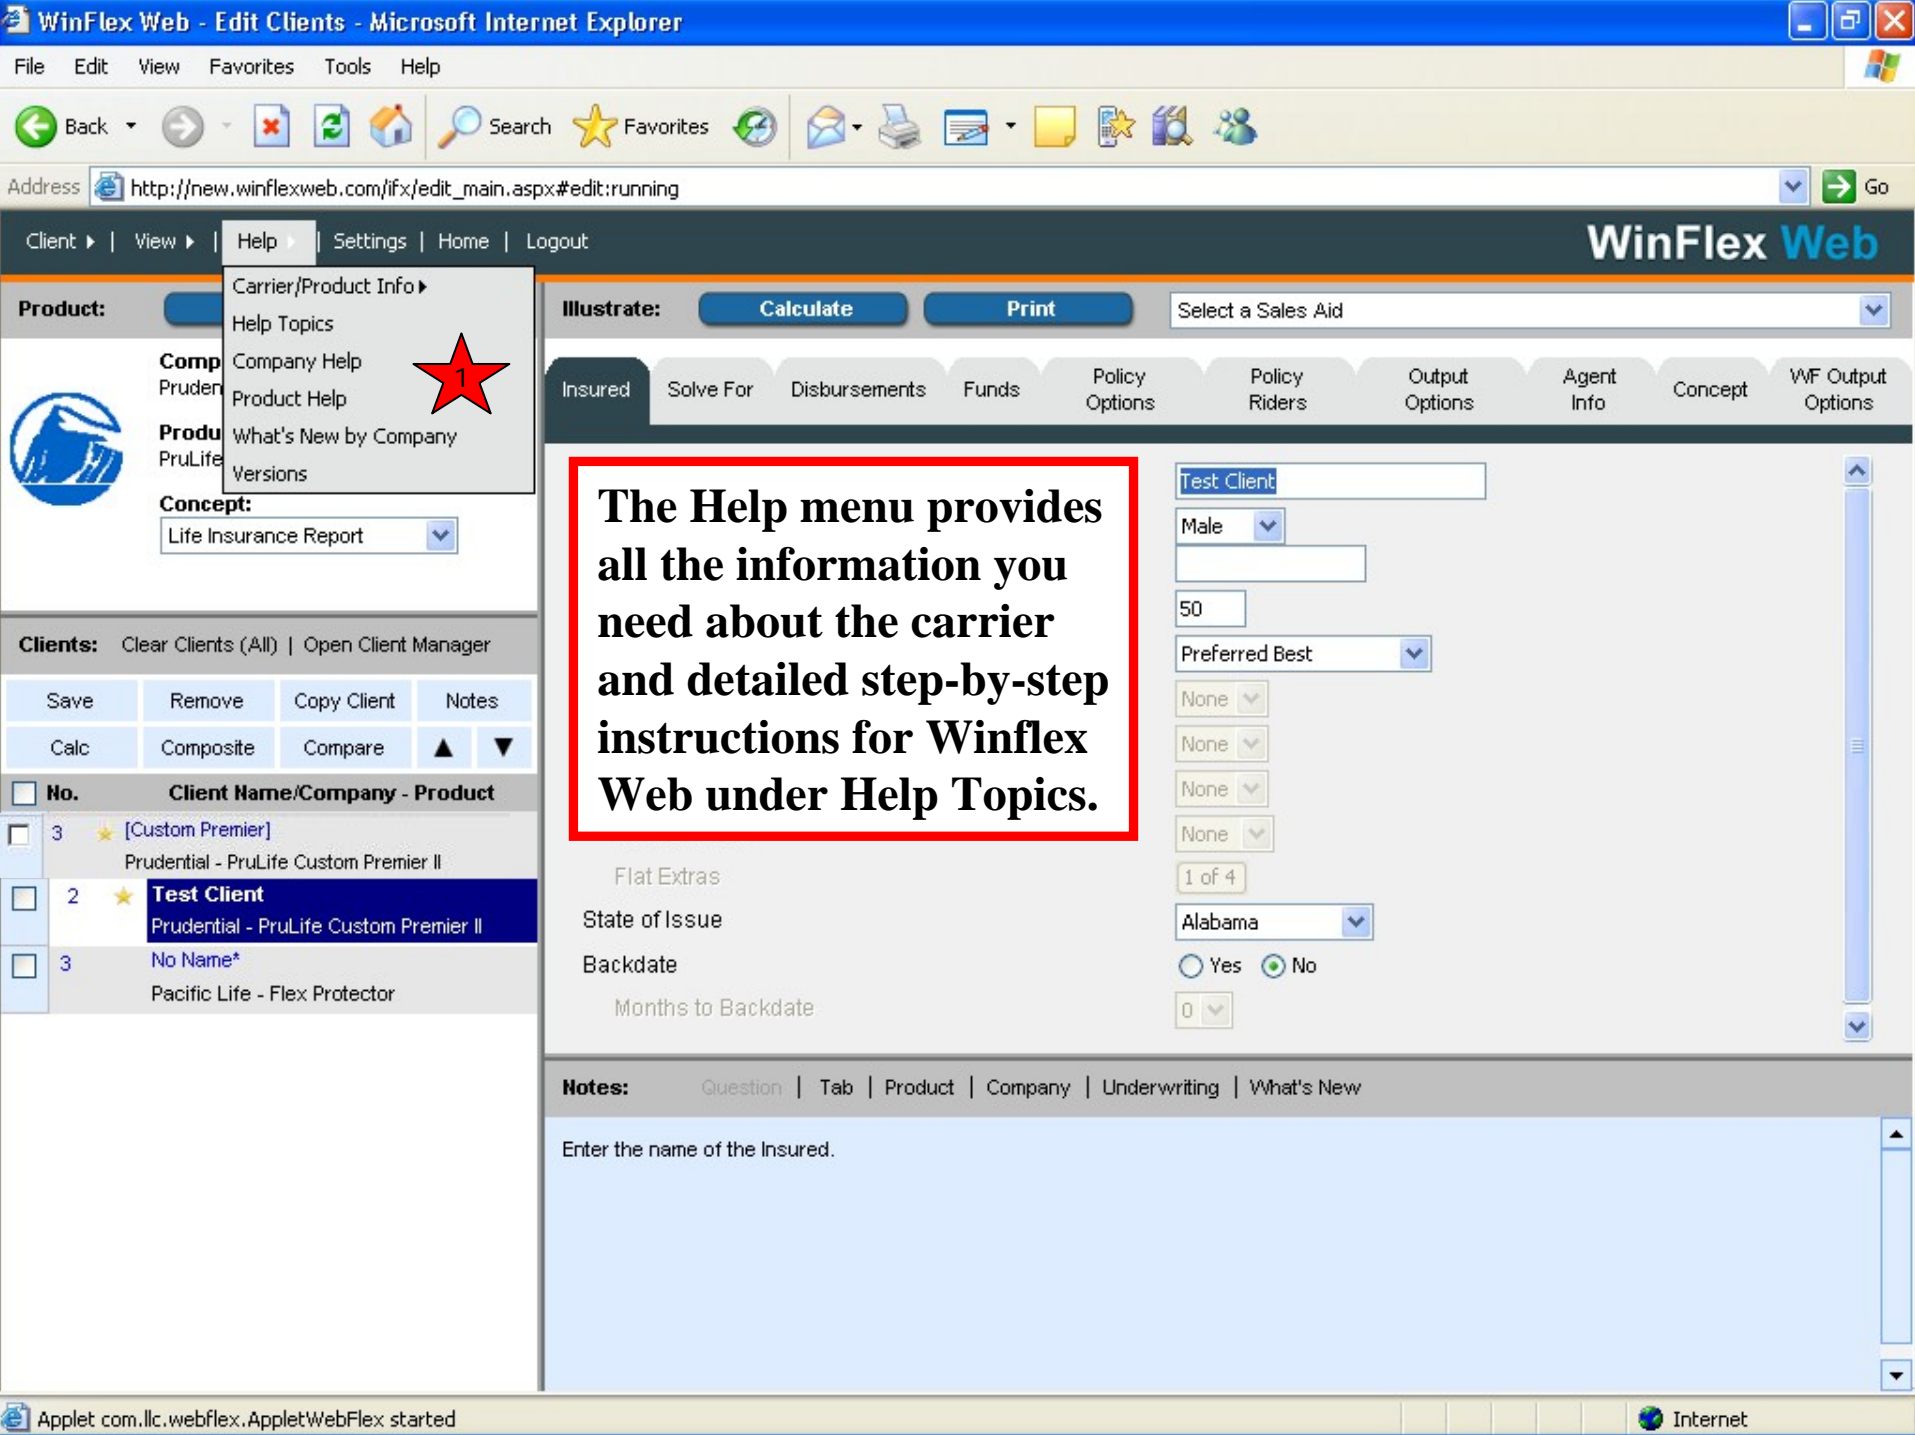 WinFlex Web - Edit Clients - Microsoft Internet Explorer
File Edit View Favorites Tools Help
Back Search Favorites
Address http://new.winflexweb.com/ifx/edit_main.aspx#edit:running Go
Client | View | Help | Settings | Home | Logout
WinFlex Web
Carrier/Product Info
Help Topics
Company Help
Product Help
What's New by Company
Versions
1
Product:
Illustrate: Calculate Print Select a Sales Aid
Comp
Pruden
Produ
PruLife
Concept:
Life Insurance Report
Insured Solve For Disbursements Funds Policy Options Policy Riders Output Options Agent Info Concept WF Output Options
The Help menu provides
all the information you
need about the carrier
and detailed step-by-step
instructions for Winflex
Web under Help Topics.
Test Client
Male
50
Preferred Best
None
None
None
None
Flat Extras 1 of 4
State of Issue Alabama
Backdate Yes No
Months to Backdate 0
Clients: Clear Clients (All) | Open Client Manager
Save Remove Copy Client Notes
Calc Composite Compare
No. Client Name/Company - Product
3 [Custom Premier]
Prudential - PruLife Custom Premier II
2 Test Client
Prudential - PruLife Custom Premier II
3 No Name*
Pacific Life - Flex Protector
Notes: Question | Tab | Product | Company | Underwriting | What's New
Enter the name of the Insured.
Applet com.llc.webflex.AppletWebFlex started
Internet